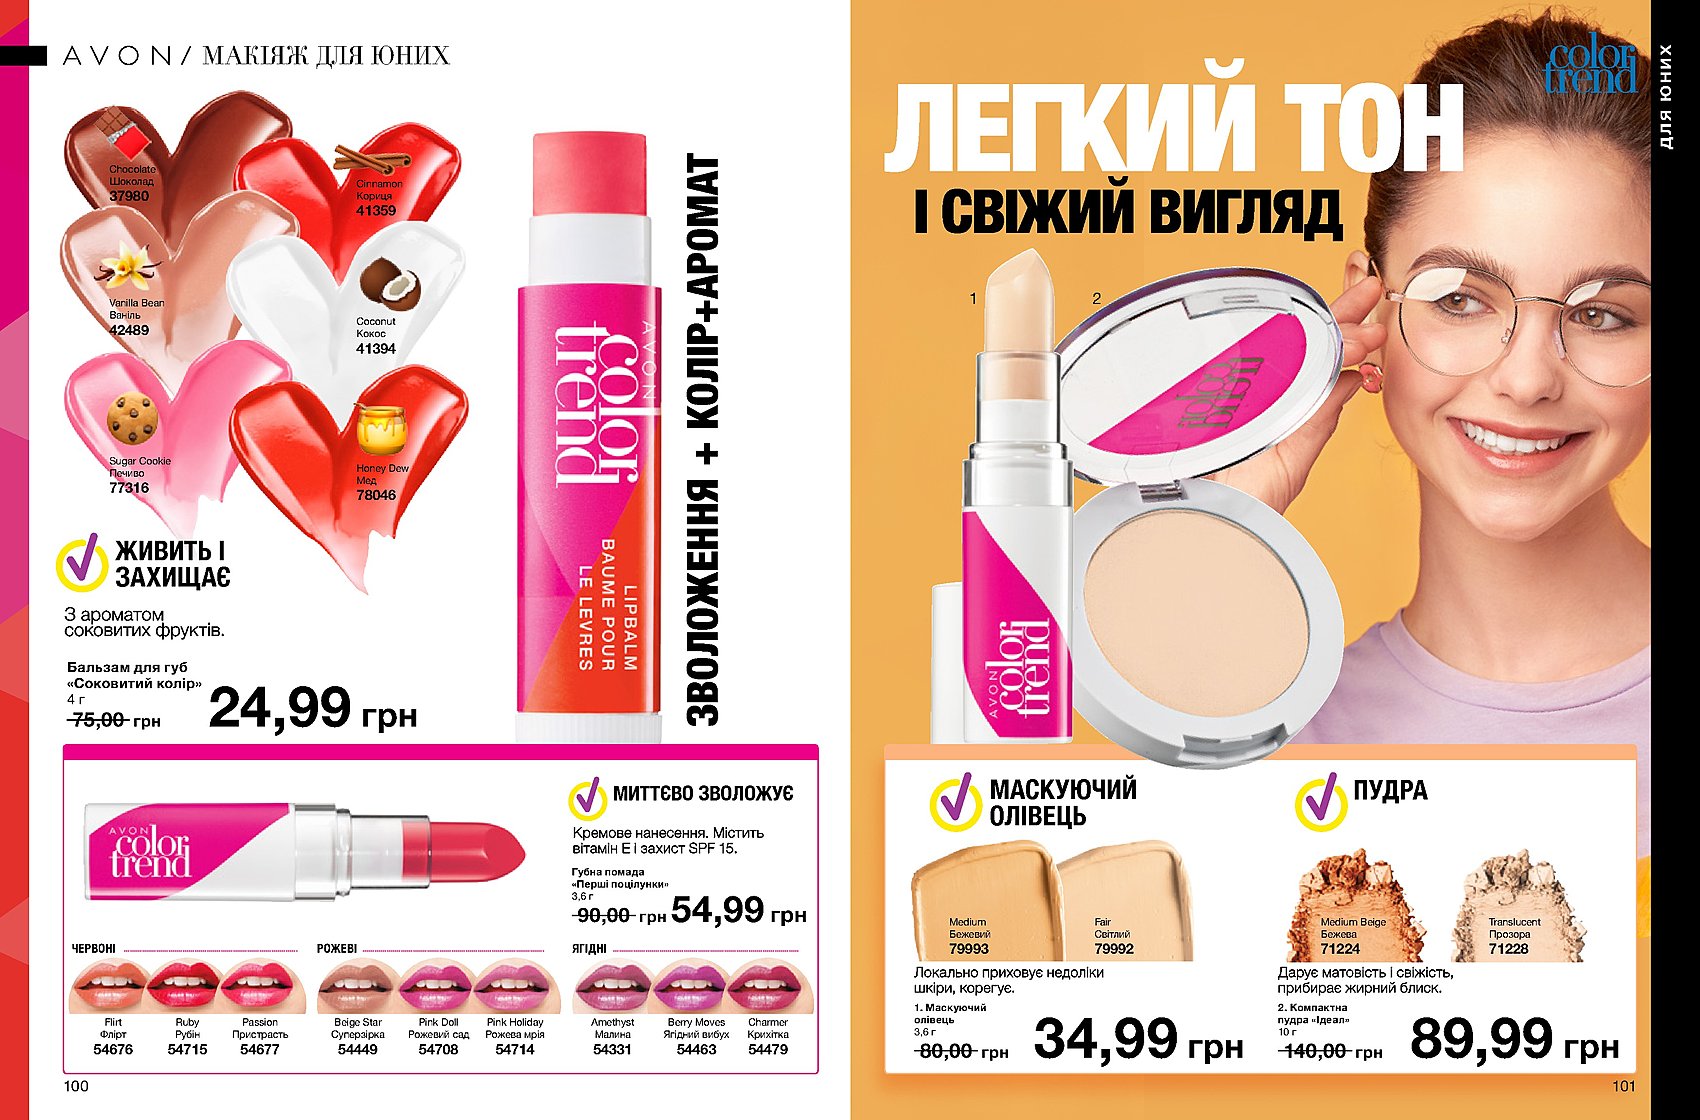 AVON / МАКІЯЖ ДЛЯ ЮНИХ
Chocolate
Шоколад
37980
Cinnamon
Кориця
41359
Vanilla Bean
Ваніль
42489
Coconut
Кокос
41394
Sugar Cookie
Печиво
77316
Honey Dew
Мед
78046
ЖИВИТЬ І
ЗАХИЩАЄ
З ароматом
соковитих фруктів.
Бальзам для губ
«Соковитий колір»
4 г
75,00 грн
24,99 грн
AVON
color
trend
LIPBALM
BAUME POUR
LE LEVRES
ЗВОЛОЖЕННЯ + КОЛІР+АРОМАТ
AVON
color
trend
МИТТЄВО ЗВОЛОЖУЄ
Кремове нанесення. Містить
вітамін Е і захист SPF 15.
Губна помада
«Перші поцілунки»
3,6 г
90,00 грн 54,99 грн
ЧЕРВОНІ
Flirt
Флірт
54676
Ruby
Рубін
54715
Passion
Пристрасть
54677
РОЖЕВІ
Beige Star
Суперзірка
54449
Pink Doll
Рожевий сад
54708
Pink Holiday
Рожева мрія
54714
ЯГІДНІ
Amethyst
Малина
54331
Berry Moves
Ягідний вибух
54463
Charmer
Крихітка
54479
100
color
trend
ДЛЯ ЮНИХ
ЛЕГКИЙ ТОН
І СВІЖИЙ ВИГЛЯД
1
2
color
trend
AVON
color
trend
МАСКУЮЧИЙ
ОЛІВЕЦЬ
Medium
Бежевий
79993
Fair
Світлий
79992
Локально приховує недоліки
шкіри, корегує.
1. Маскуючий
олівець
3,6 г
80,00 грн
34,99 грн
ПУДРА
Medium Beige
Бежева
71224
Translucent
Прозора
71228
Дарує матовість і свіжість,
прибирає жирний блиск.
2. Компактна
пудра «Ідеал»
10 г
140,00 грн
89,99 грн
101